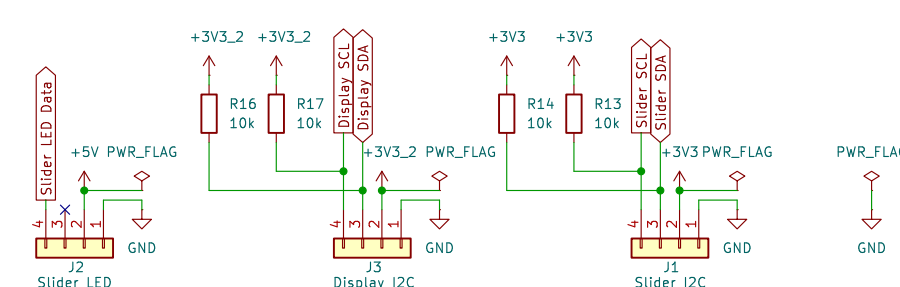 +3V3_2
+3V3_2
Display SCL
Display SDA
+3V3
+3V3
Slider SCL
Slider SDA
Slider LED Data
R16
10k
R17
10k
R14
10k
R13
10k
+5V
PWR_FLAG
+3V3_2
PWR_FLAG
+3V3
PWR_FLAG
PWR_FLAG
4
3
2
1
4
3
2
1
4
3
2
1
GND
GND
GND
GND
J2
Slider LED
J3
Display I2C
J1
Slider I2C